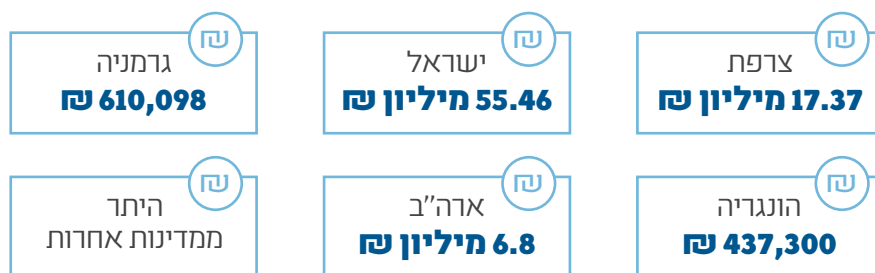 ₪
צרפת
17.37 מיליון ₪
₪
ישראל
55.46 מיליון ₪
₪
גרמניה
610,098 ₪
₪
הונגריה
437,300 ₪
₪
ארה"ב
6.8 מיליון ₪
₪
היתר
ממדינות אחרות